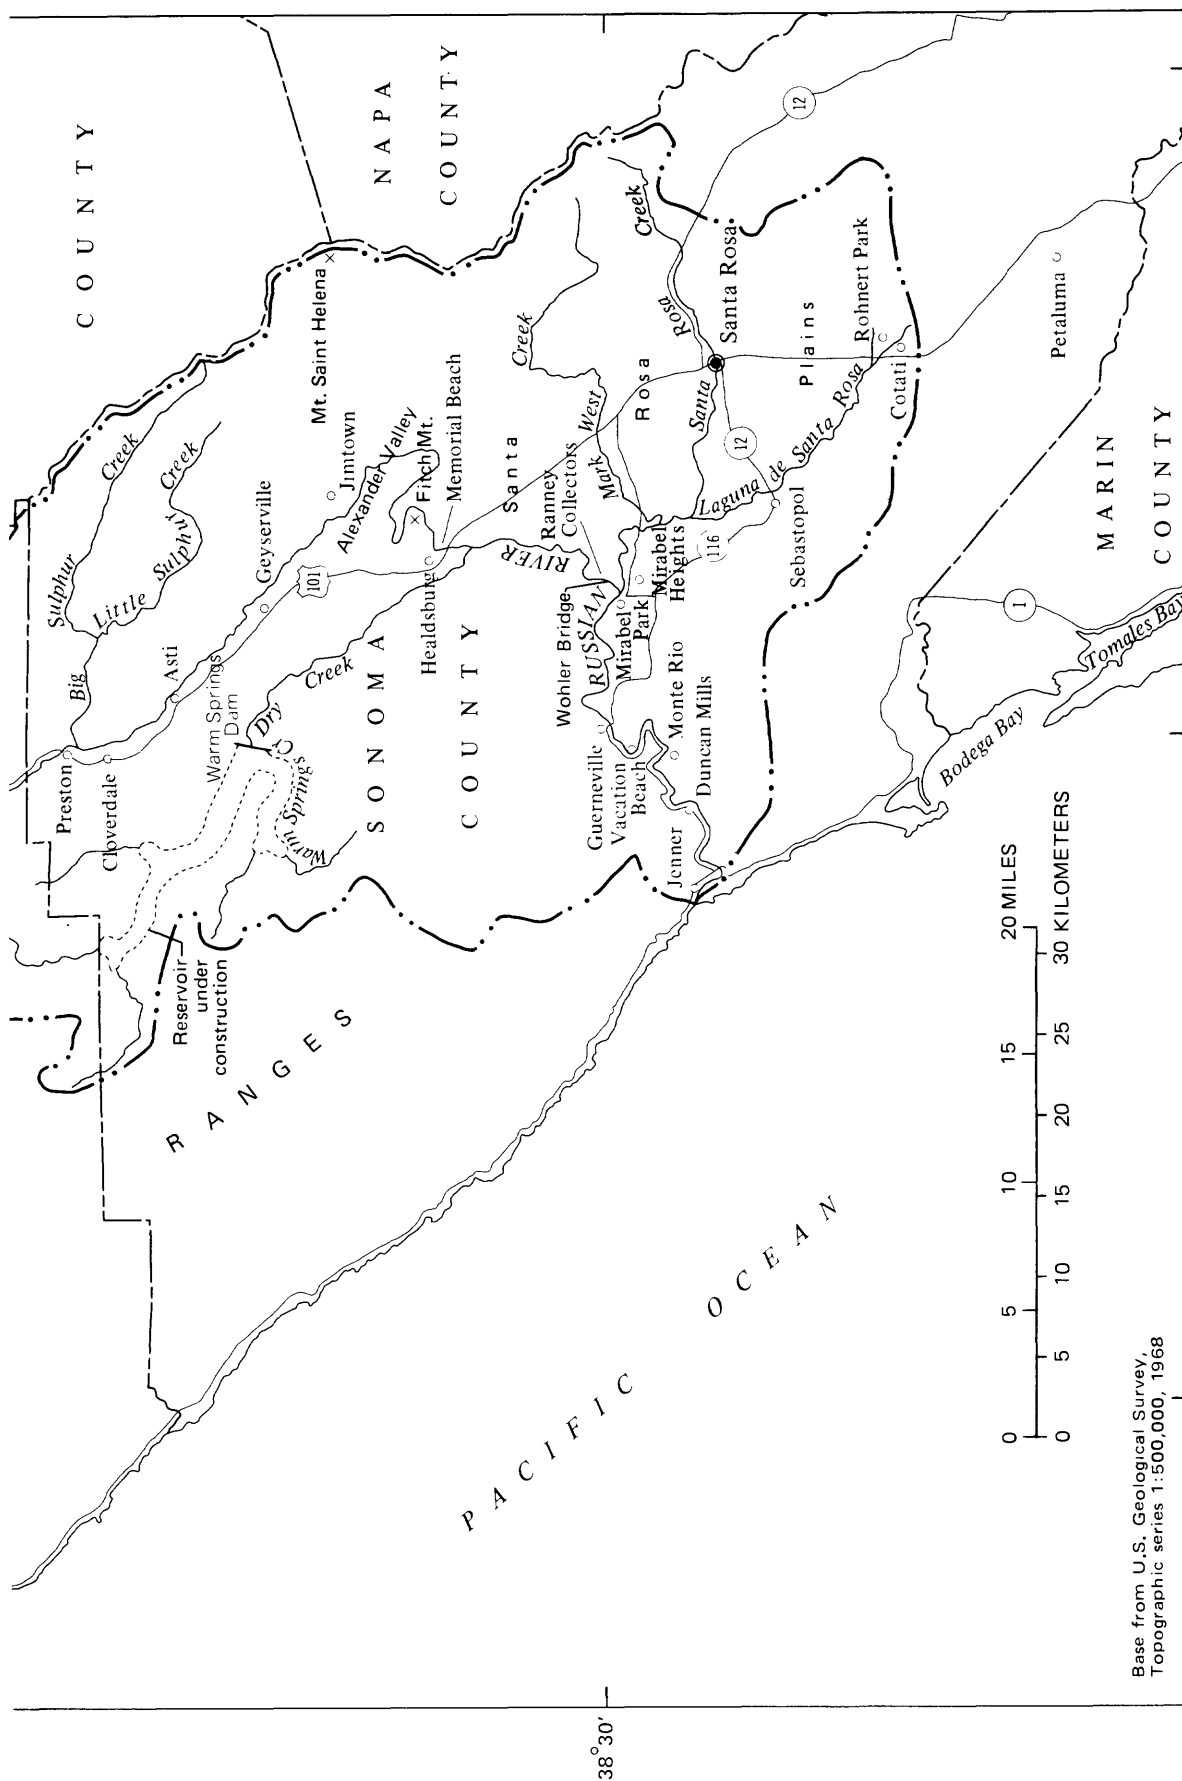 COUNTY
NAPA
COUNTY
Mt. Saint Helena
Sulphur
Creek
Little Sulphur Creek
Big
Preston
Cloverdale
Asti
Geyserville
Jimtown
Alexander Valley
Fitch Mt.
Memorial Beach
Healdsburg
101
Warm Springs
Dam
Dry Creek
Warm Springs Cr
Reservoir
under
construction
RANGES
SONOMA
COUNTY
Santa
Rosa
Plains
Ranney
Collectors
Mark West Creek
Santa Rosa Creek
RUSSIAN RIVER
Wohler Bridge
Mirabel
Park
Mirabel
Heights
Guerneville
Vacation
Beach
Monte Rio
Duncan Mills
Jenner
Santa Rosa
12
12
116
Laguna de Santa Rosa
Sebastopol
Rohnert Park
Cotati
Petaluma
MARIN
COUNTY
1
Tomales Bay
Bodega Bay
PACIFIC OCEAN
38°30'
0 5 10 15 20 MILES
0 5 10 15 20 25 30 KILOMETERS
Base from U.S. Geological Survey,
Topographic series 1:500,000, 1968